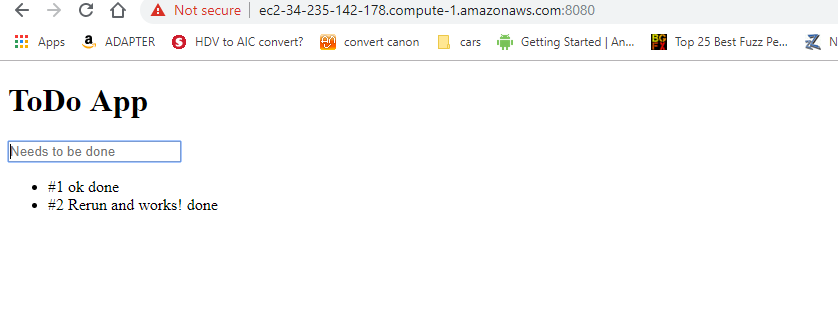 Not secure ec2-34-235-142-178.compute-1.amazonaws.com:8080
Apps ADAPTER HDV to AIC convert? convert canon cars Getting Started | An... BG FX Top 25 Best Fuzz Pe... N
ToDo App
Needs to be done
#1 ok done
#2 Rerun and works! done